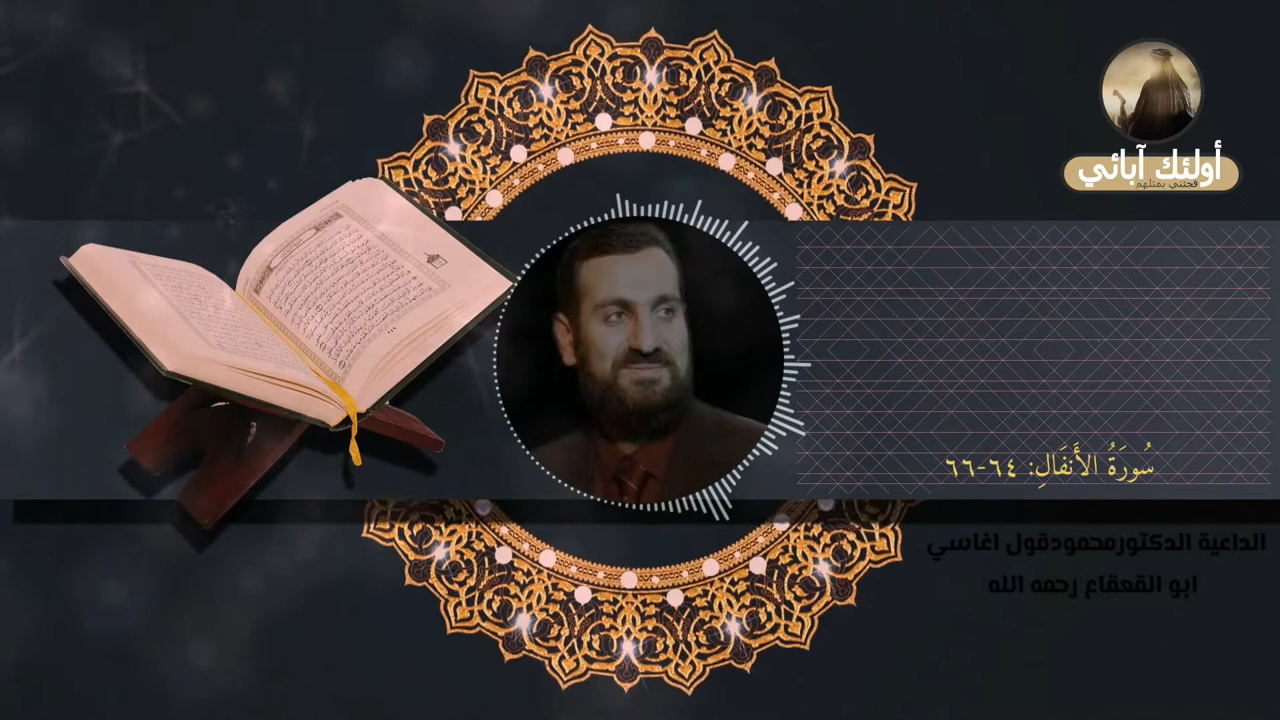 أولئك آبائي
فجئني بمثلهم
سُورَةُ الأَنفَالِ: ٦٤-٦٦
الداعية الدكتورمحمودقول اغاسي
ابو القعقاع رحمه الله